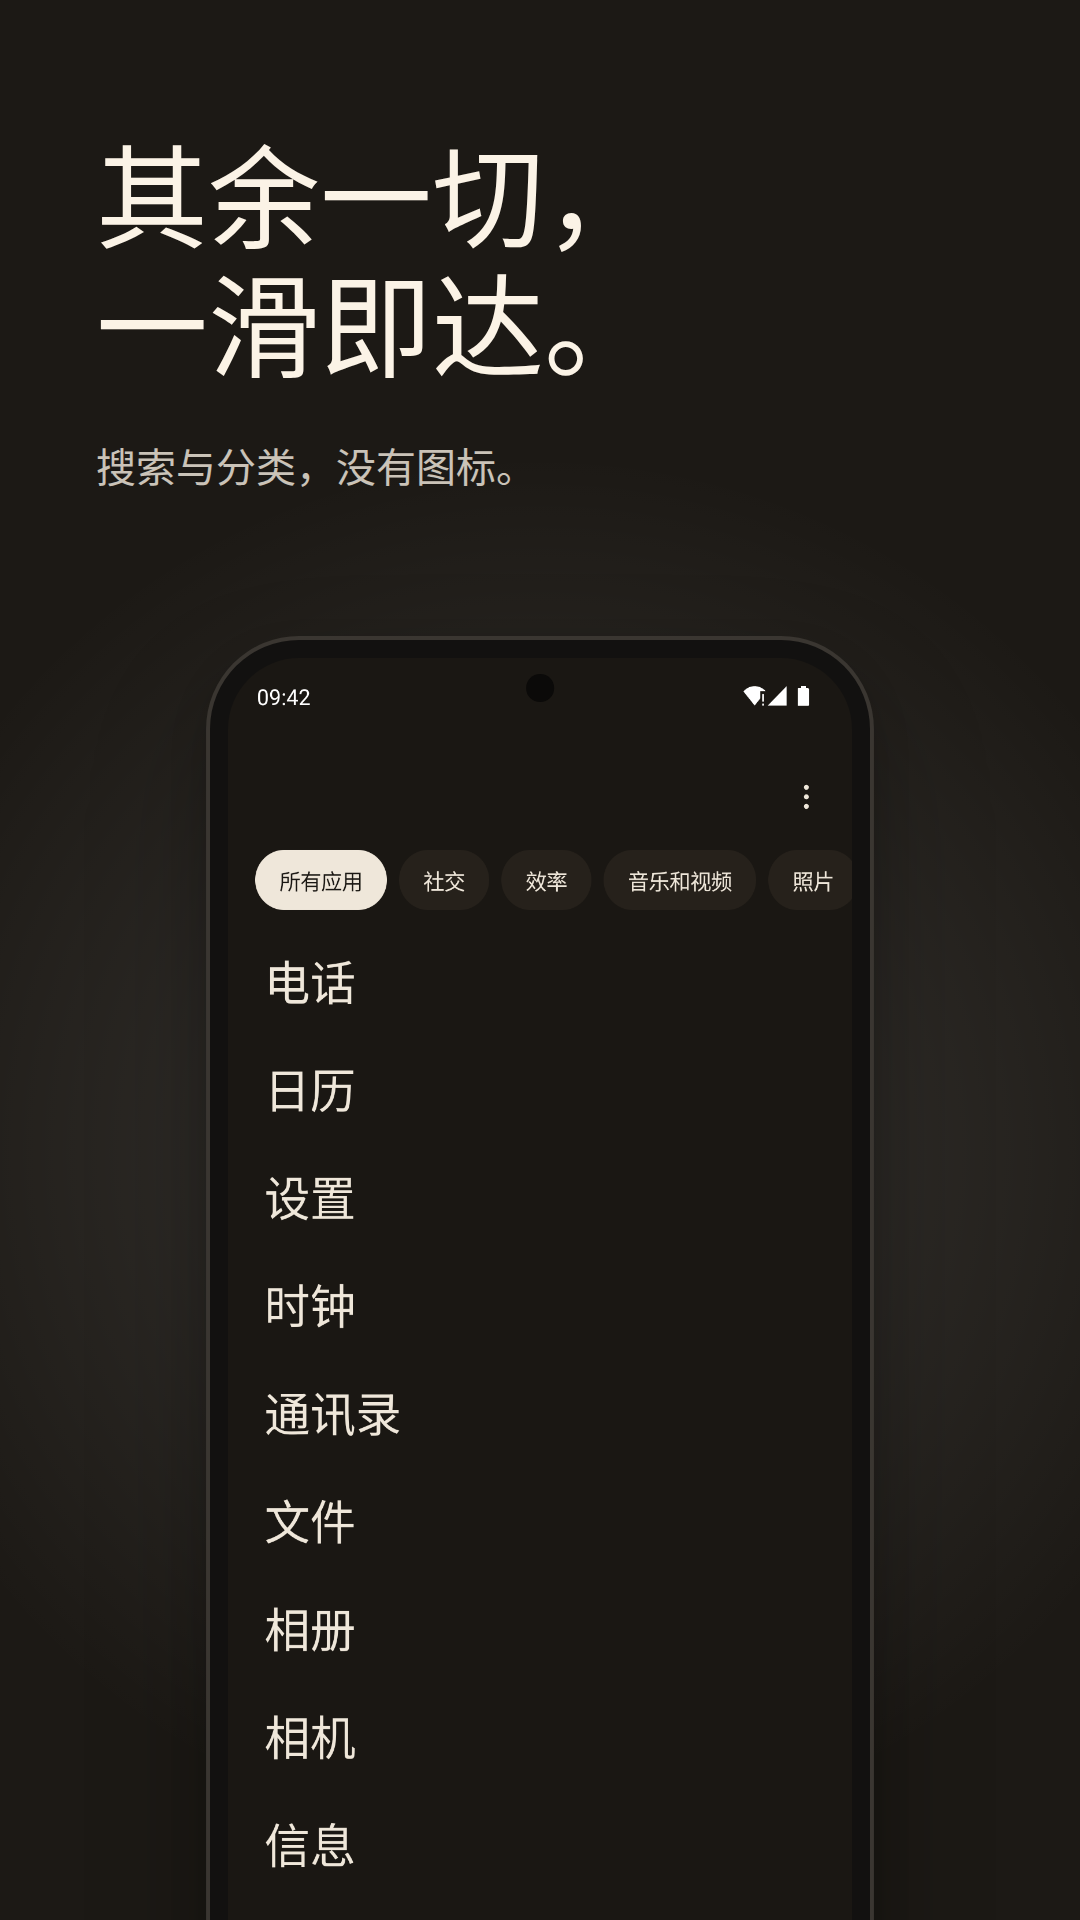 其余一切，
一滑即达。
搜索与分类，没有图标。
09:42
所有应用 社交 效率 音乐和视频 照片
电话
日历
设置
时钟
通讯录
文件
相册
相机
信息